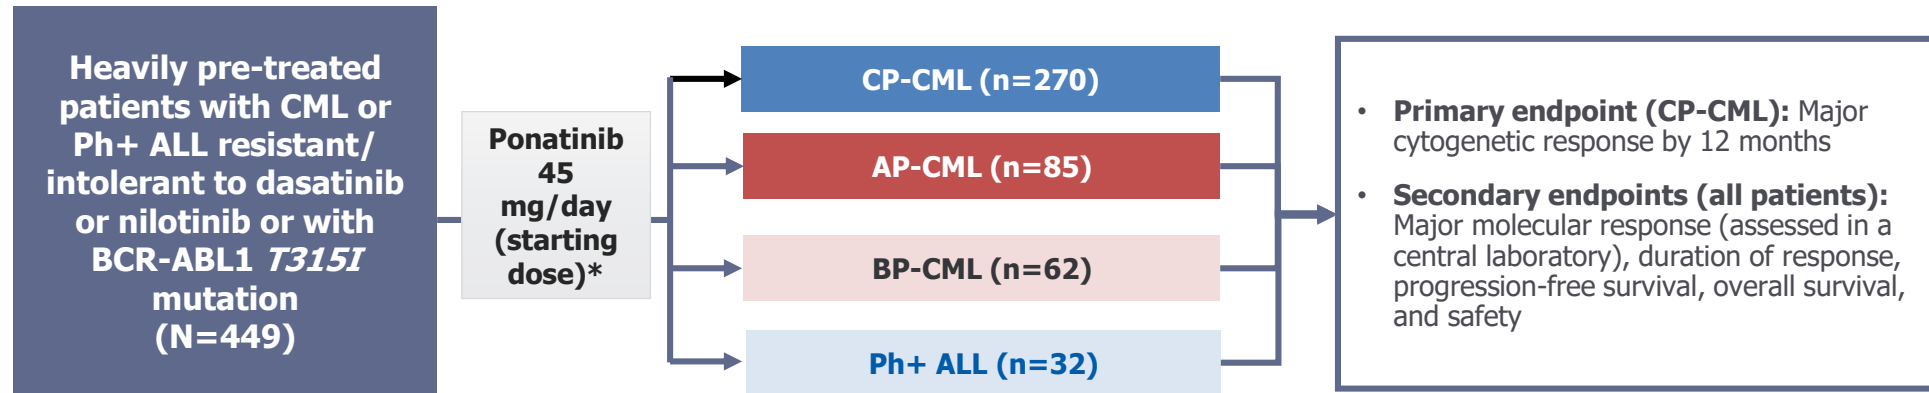 Heavily pre-treated
patients with CML or
Ph+ ALL resistant/
intolerant to dasatinib
or nilotinib or with
BCR-ABL1 T315I
mutation
(N=449)
Ponatinib
45
mg/day
(starting
dose)*
CP-CML (n=270)
AP-CML (n=85)
BP-CML (n=62)
Ph+ ALL (n=32)
• Primary endpoint (CP-CML): Major
cytogenetic response by 12 months
• Secondary endpoints (all patients):
Major molecular response (assessed in a
central laboratory), duration of response,
progression-free survival, overall survival,
and safety